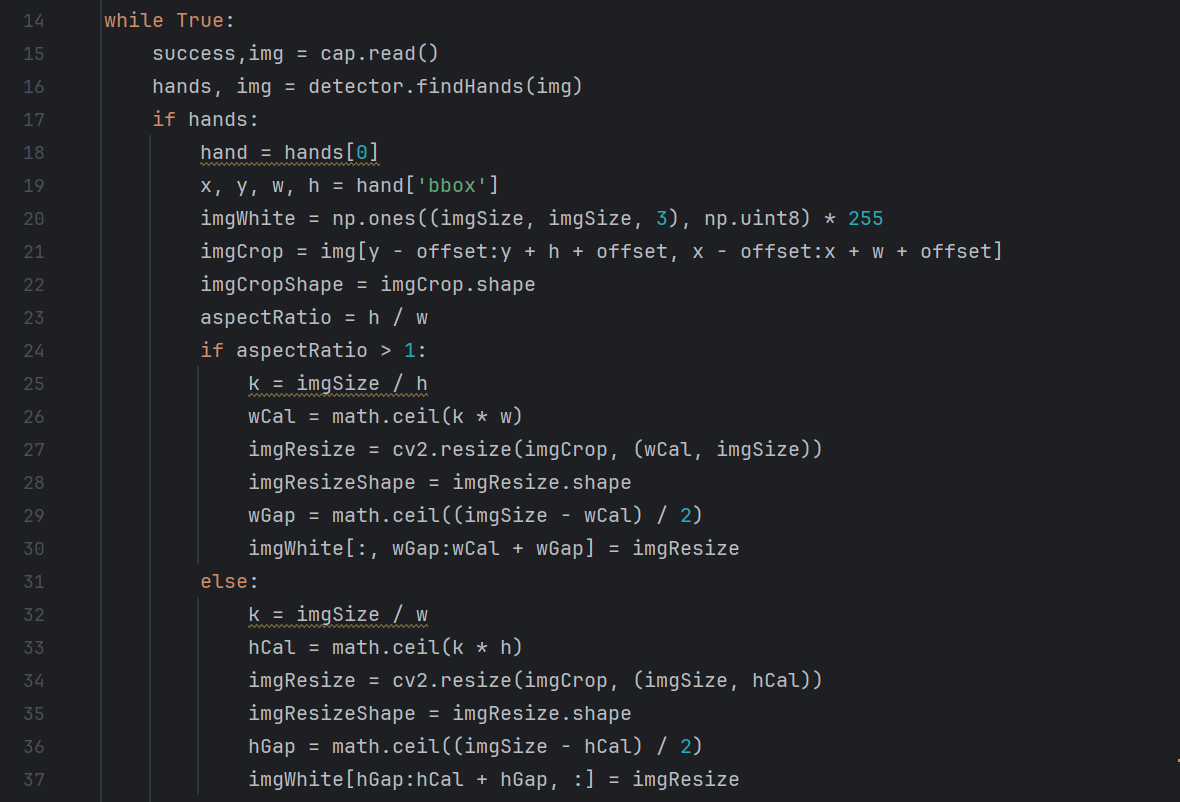 14 while True:
15 success,img = cap.read()
16 hands, img = detector.findHands(img)
17 if hands:
18 hand = hands[0]
19 x, y, w, h = hand['bbox']
20 imgWhite = np.ones((imgSize, imgSize, 3), np.uint8) * 255
21 imgCrop = img[y - offset:y + h + offset, x - offset:x + w + offset]
22 imgCropShape = imgCrop.shape
23 aspectRatio = h / w
24 if aspectRatio > 1:
25 k = imgSize / h
26 wCal = math.ceil(k * w)
27 imgResize = cv2.resize(imgCrop, (wCal, imgSize))
28 imgResizeShape = imgResize.shape
29 wGap = math.ceil((imgSize - wCal) / 2)
30 imgWhite[:, wGap:wCal + wGap] = imgResize
31 else:
32 k = imgSize / w
33 hCal = math.ceil(k * h)
34 imgResize = cv2.resize(imgCrop, (imgSize, hCal))
35 imgResizeShape = imgResize.shape
36 hGap = math.ceil((imgSize - hCal) / 2)
37 imgWhite[hGap:hCal + hGap, :] = imgResize